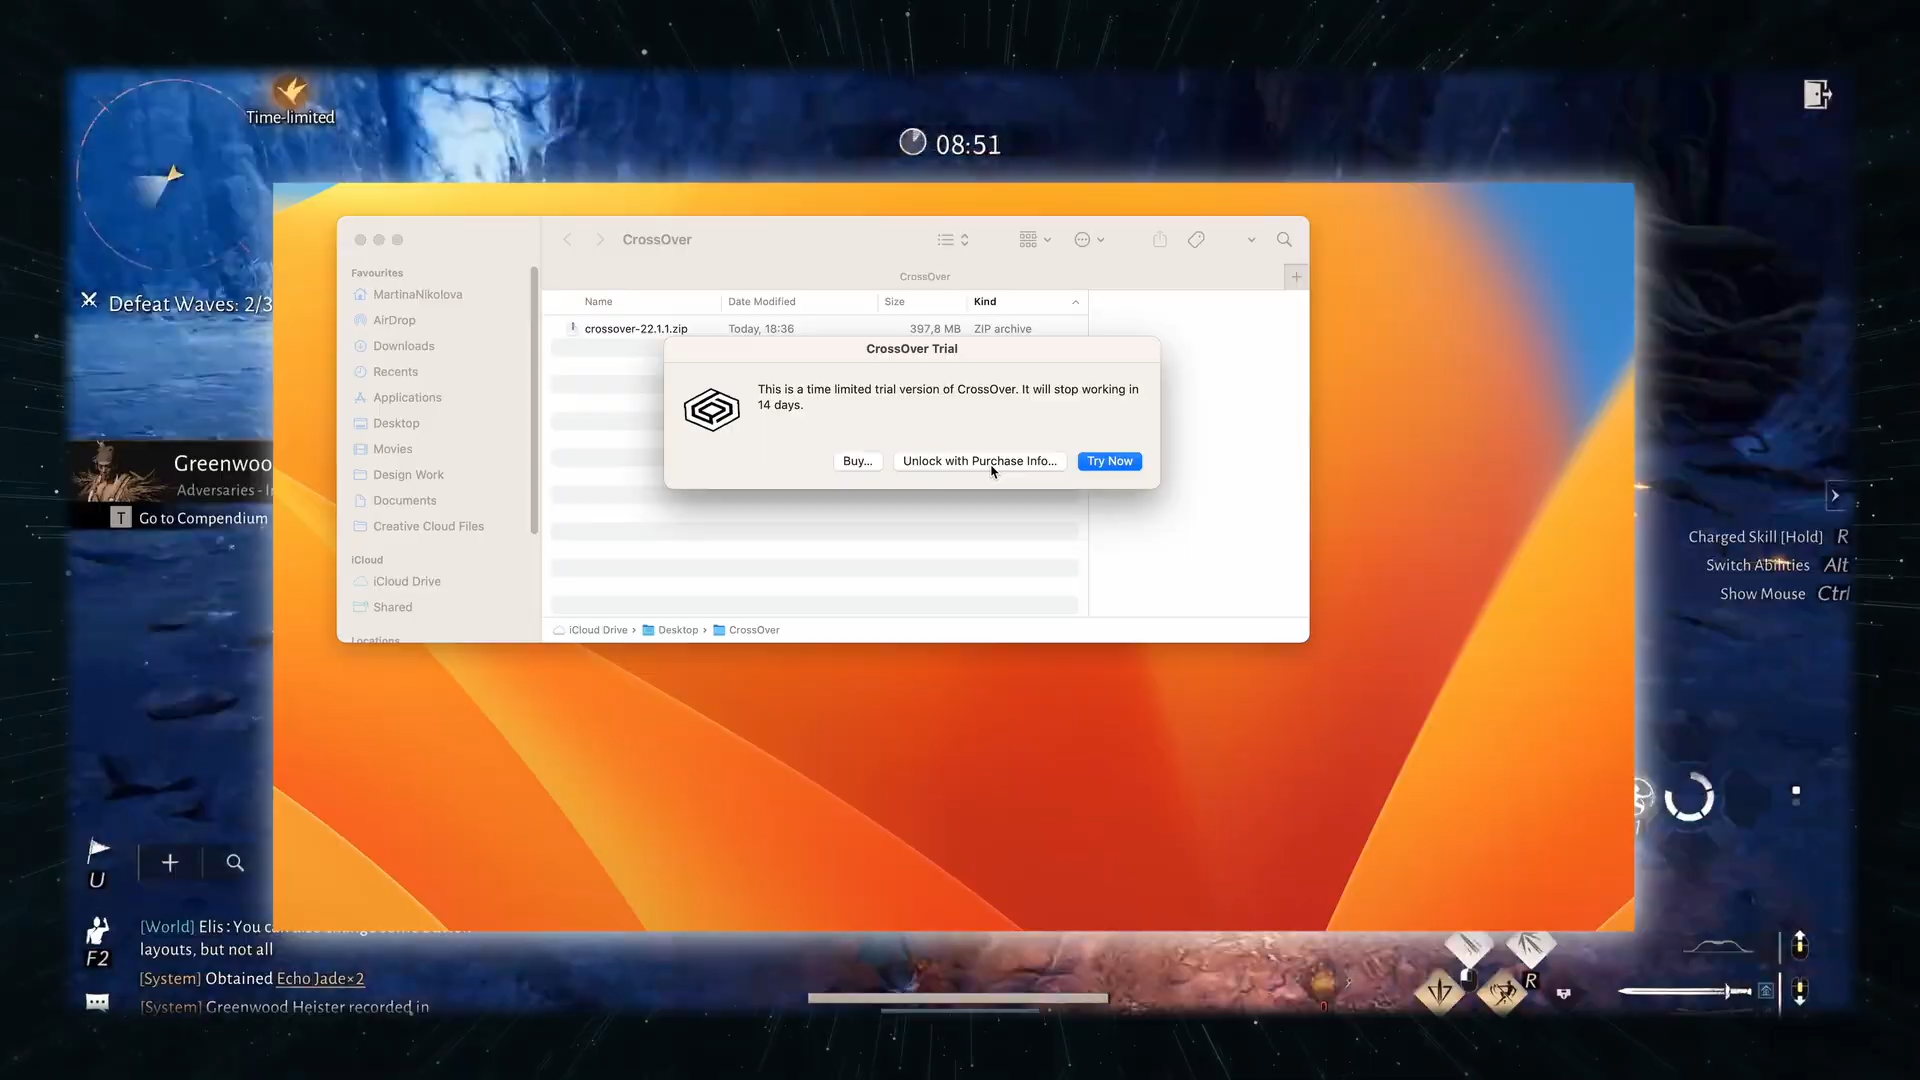 Time-limited
08:51
Defeat Waves: 2/3
Greenwoo
Adversaries - I
T Go to Compendium
CrossOver
CrossOver
Favourites
MartinaNikolova
AirDrop
Downloads
Recents
Applications
Desktop
Movies
Design Work
Documents
Creative Cloud Files
iCloud
iCloud Drive
Shared
Locations
Name Date Modified Size Kind
crossover-22.1.1.zip Today, 18:36 397,8 MB ZIP archive
CrossOver Trial
This is a time limited trial version of CrossOver. It will stop working in
14 days.
Buy... Unlock with Purchase Info... Try Now
iCloud Drive › Desktop › CrossOver
Charged Skill [Hold] R
Switch Abilities Alt
Show Mouse Ctrl
U
F2
[World] Elis: You can
layouts, but not all
[System] Obtained Echo Jade×2
[System] Greenwood Heister recorded in
R
0